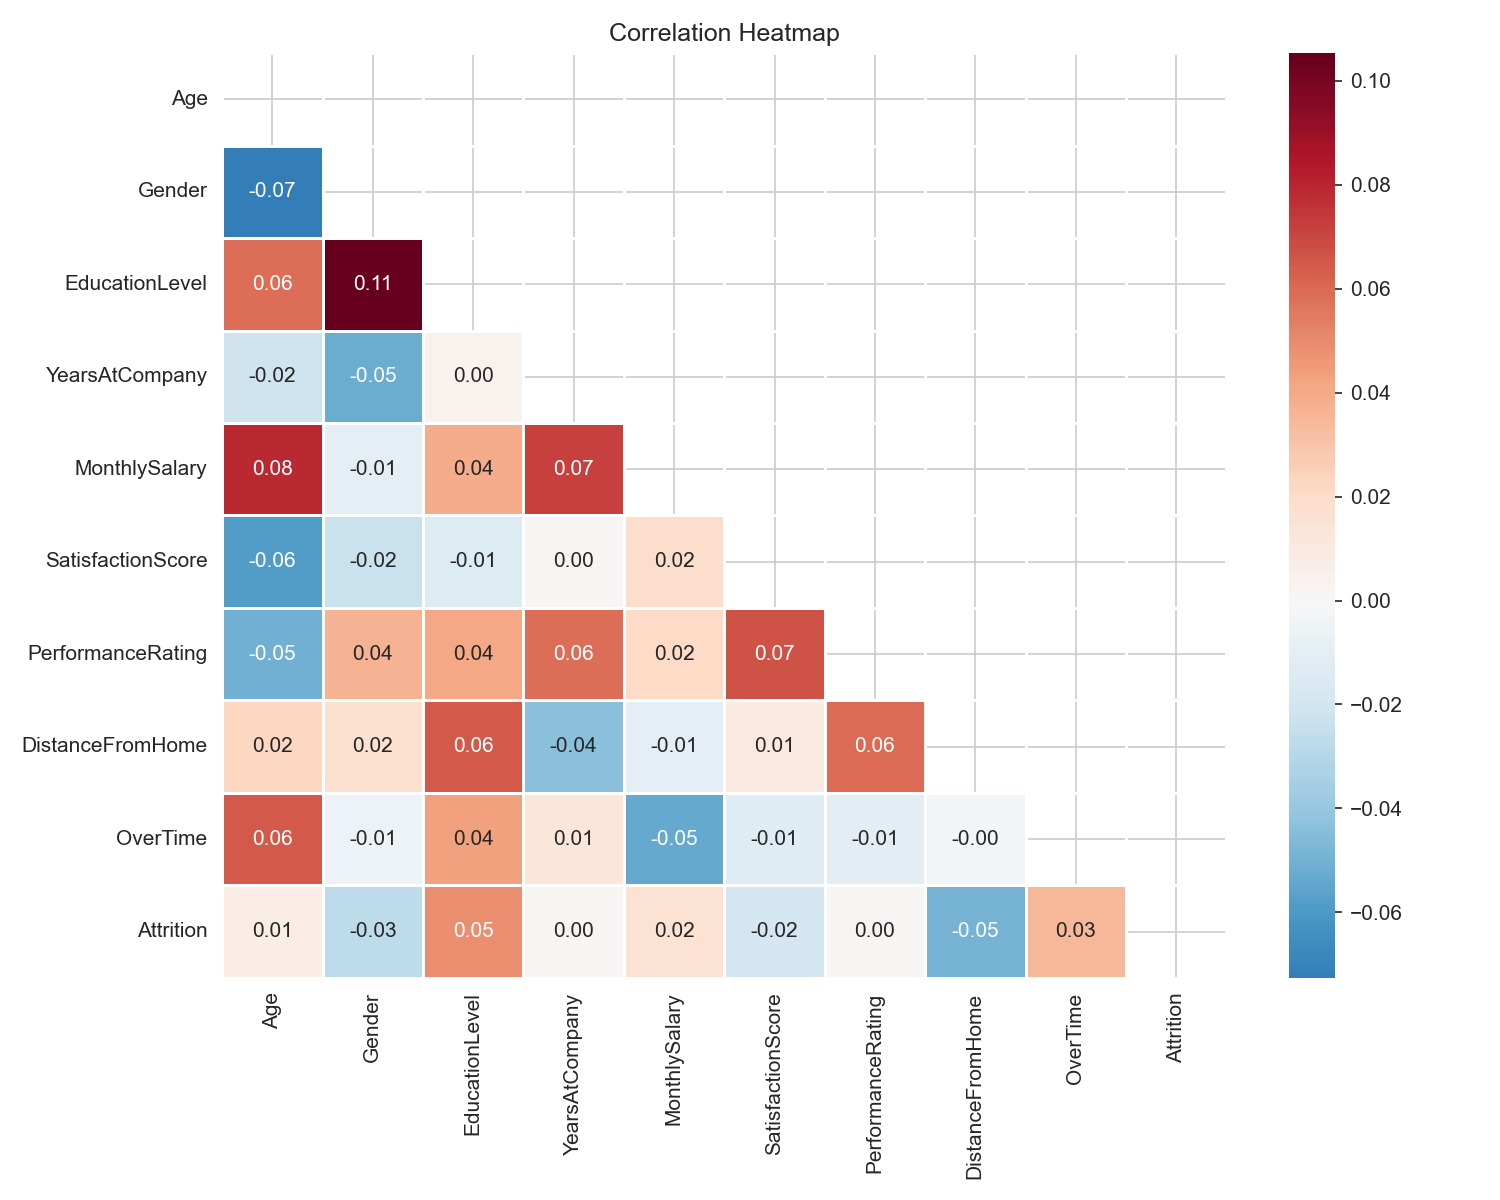 Correlation Heatmap
Age
Gender -0.07
EducationLevel 0.06 0.11
YearsAtCompany -0.02 -0.05 0.00
MonthlySalary 0.08 -0.01 0.04 0.07
SatisfactionScore -0.06 -0.02 -0.01 0.00 0.02
PerformanceRating -0.05 0.04 0.04 0.06 0.02 0.07
DistanceFromHome 0.02 0.02 0.06 -0.04 -0.01 0.01 0.06
OverTime 0.06 -0.01 0.04 0.01 -0.05 -0.01 -0.01 -0.00
Attrition 0.01 -0.03 0.05 0.00 0.02 -0.02 0.00 -0.05 0.03
Age
Gender
EducationLevel
YearsAtCompany
MonthlySalary
SatisfactionScore
PerformanceRating
DistanceFromHome
OverTime
Attrition
0.10
0.08
0.06
0.04
0.02
0.00
−0.02
−0.04
−0.06